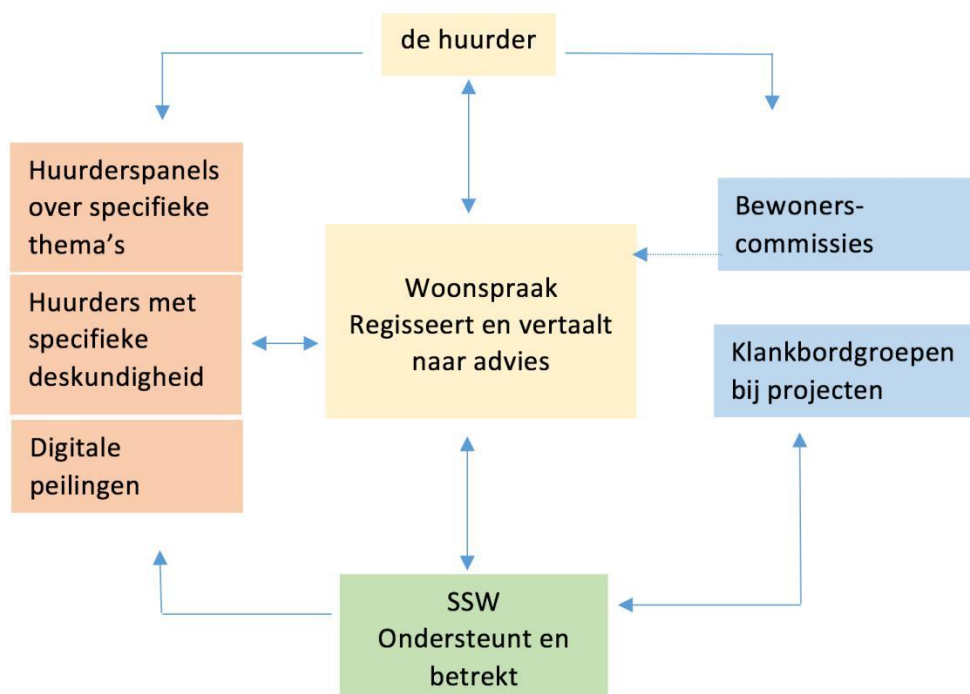 de huurder
Huurderspanels
over specifieke
thema's
Huurders met
specifieke
deskundigheid
Digitale
peilingen
Woonspraak
Regisseert en vertaalt
naar advies
Bewoners-
commissies
Klankbordgroepen
bij projecten
SSW
Ondersteunt en
betrekt